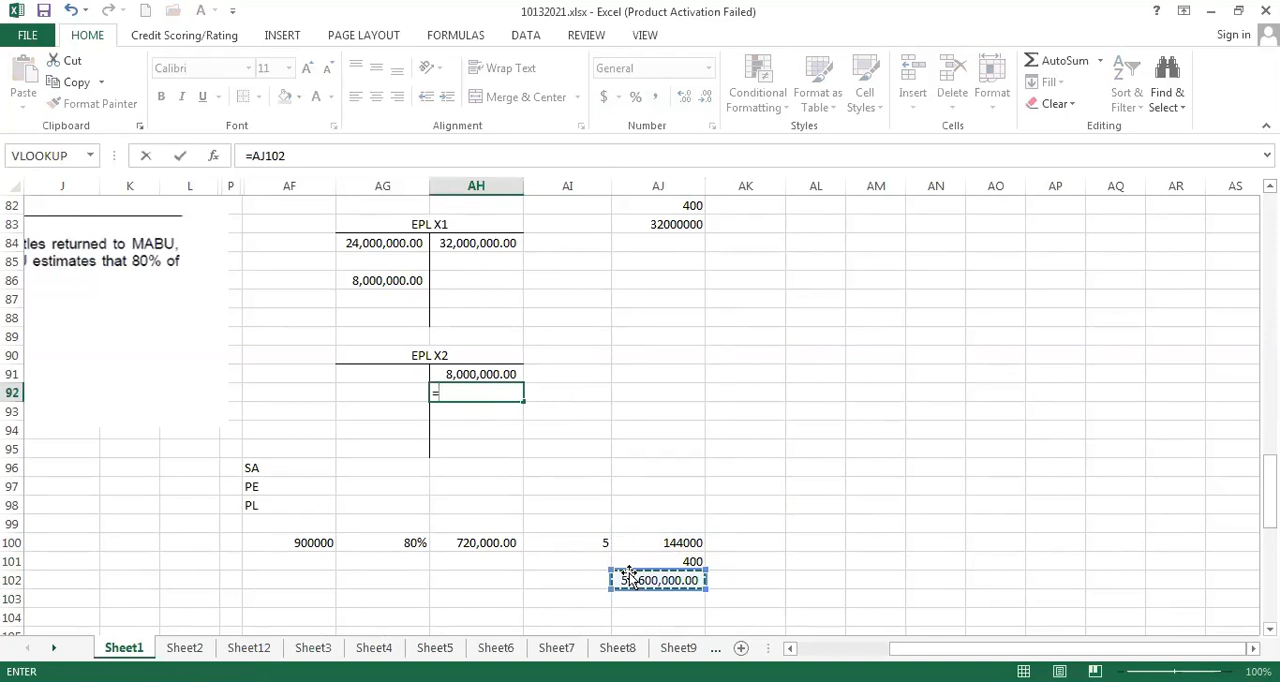 10132021.xlsx - Excel (Product Activation Failed)
FILE HOME Credit Scoring/Rating INSERT PAGE LAYOUT FORMULAS DATA REVIEW VIEW Sign in
Paste Cut Copy Format Painter Clipboard
Calibri 11 B I U A Font
Wrap Text Merge & Center Alignment
General $ % , Number
Conditional Formatting Format as Table Cell Styles Styles
Insert Delete Format Cells
AutoSum Fill Clear Sort & Filter Find & Select Editing
VLOOKUP fx =AJ102
J K L P AF AG AH AI AJ AK AL AM AN AO AP AQ AR AS
82 400
83 EPL X1 32000000
84 tles returned to MABU, 24,000,000.00 32,000,000.00
85 estimates that 80% of
86 8,000,000.00
87
88
89
90 EPL X2
91 8,000,000.00
92 =
93
94
95
96 SA
97 PE
98 PL
99
100 900000 80% 720,000.00 5 144000
101 400
102
103
104
Sheet1 Sheet2 Sheet12 Sheet3 Sheet4 Sheet5 Sheet6 Sheet7 Sheet8 Sheet9 ...
ENTER 100%